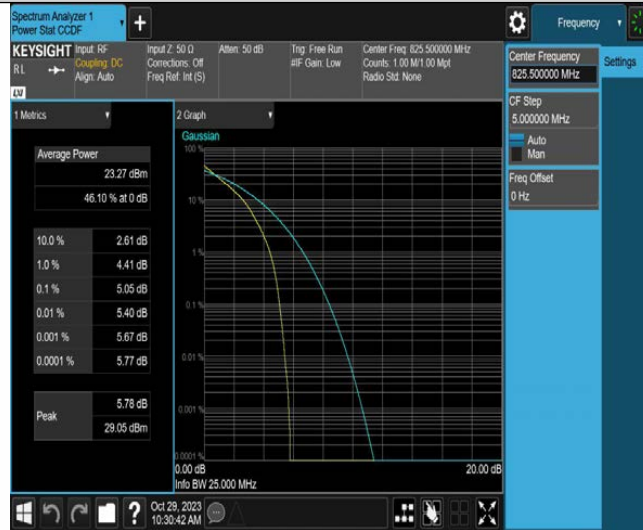 Spectrum Analyzer 1
Power Stat CCDF
+
Frequency
KEYSIGHT
RL
LXI
Input: RF
Coupling: DC
Align: Auto
Input Z: 50 Ω
Corrections: Off
Freq Ref: Int (S)
Atten: 50 dB
Trig: Free Run
#IF Gain: Low
Center Freq: 825.500000 MHz
Counts: 1.00 M/1.00 Mpt
Radio Std: None
Center Frequency
825.500000 MHz
Settings
CF Step
5.000000 MHz
Auto
Man
Freq Offset
0 Hz
1 Metrics
Average Power
23.27 dBm
46.10 % at 0 dB
10.0 % 2.61 dB
1.0 % 4.41 dB
0.1 % 5.05 dB
0.01 % 5.40 dB
0.001 % 5.67 dB
0.0001 % 5.77 dB
Peak
5.78 dB
29.05 dBm
2 Graph
Gaussian
100 %
10 %
1 %
0.1 %
0.01 %
0.001 %
0.0001 %
0.00 dB 20.00 dB
Info BW 25.000 MHz
?
Oct 29, 2023
10:30:42 AM